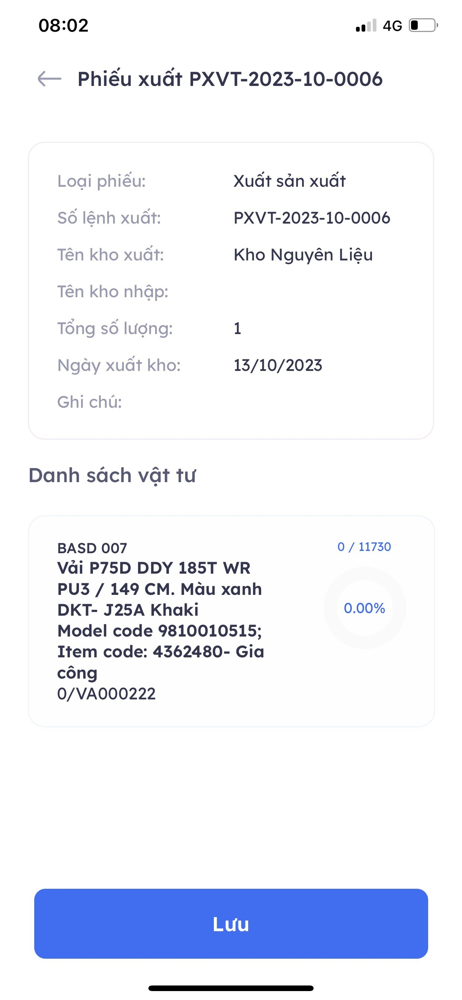 08:02
4G
Phiếu xuất PXVT-2023-10-0006
Loại phiếu: Xuất sản xuất
Số lệnh xuất: PXVT-2023-10-0006
Tên kho xuất: Kho Nguyên Liệu
Tên kho nhập:
Tổng số lượng: 1
Ngày xuất kho: 13/10/2023
Ghi chú:
Danh sách vật tư
BASD 007
Vải P75D DDY 185T WR
PU3 / 149 CM. Màu xanh
DKT- J25A Khaki
Model code 9810010515;
Item code: 4362480- Gia
công
0/VA000222
0 / 11730
0.00%
Lưu